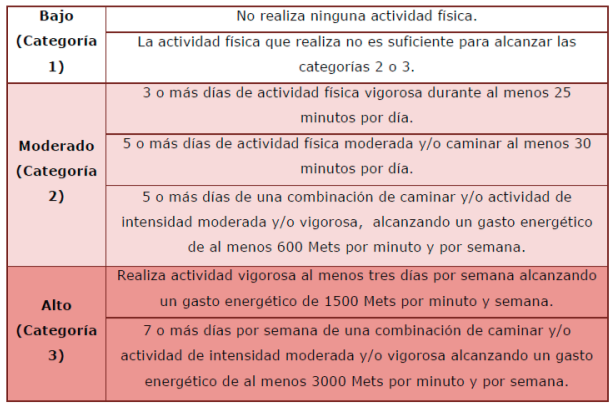 Bajo
(Categoría
1)
No realiza ninguna actividad física.
La actividad física que realiza no es suficiente para alcanzar las
categorías 2 o 3.
Moderado
(Categoría
2)
3 o más días de actividad física vigorosa durante al menos 25
minutos por día.
5 o más días de actividad física moderada y/o caminar al menos 30
minutos por día.
5 o más días de una combinación de caminar y/o actividad de
intensidad moderada y/o vigorosa, alcanzando un gasto energético
de al menos 600 Mets por minuto y por semana.
Alto
(Categoría
3)
Realiza actividad vigorosa al menos tres días por semana alcanzando
un gasto energético de 1500 Mets por minuto y semana.
7 o más días por semana de una combinación de caminar y/o
actividad de intensidad moderada y/o vigorosa alcanzando un gasto
energético de al menos 3000 Mets por minuto y por semana.